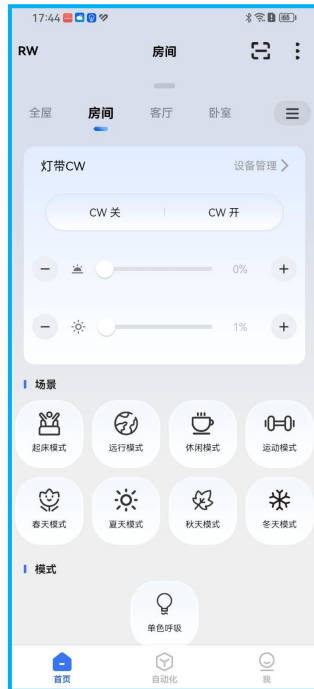 17:44 65
RW 房间
全屋 房间 客厅 卧室
灯带CW 设备管理
CW 关 CW 开
0%
1%
场景
起床模式 远行模式 休闲模式 运动模式
春天模式 夏天模式 秋天模式 冬天模式
模式
单色呼吸
首页 自动化 我